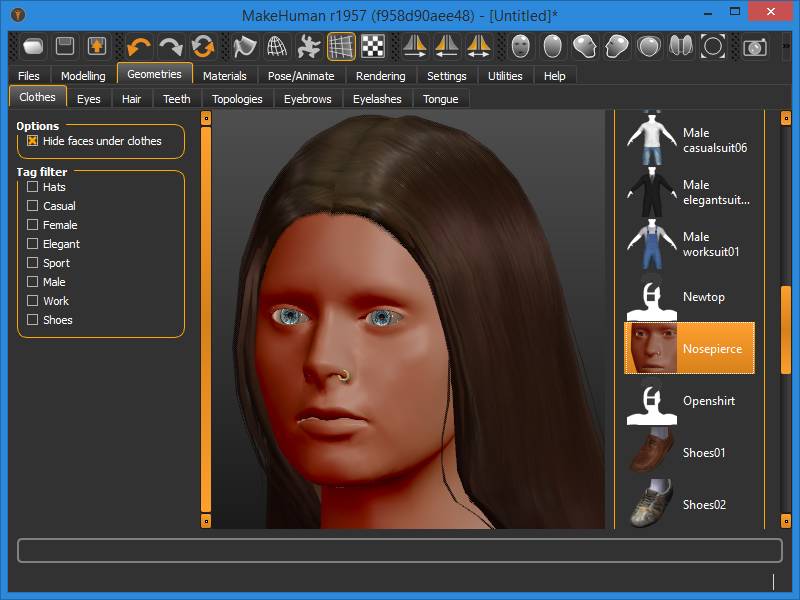 MakeHuman r1957 (f958d90aee48) - [Untitled]*
Files Modelling Geometries Materials Pose/Animate Rendering Settings Utilities Help
Clothes Eyes Hair Teeth Topologies Eyebrows Eyelashes Tongue
Options
Hide faces under clothes
Tag filter
Hats
Casual
Female
Elegant
Sport
Male
Work
Shoes
Male
casualsuit06
Male
elegantsuit...
Male
worksuit01
Newtop
Nosepierce
Openshirt
Shoes01
Shoes02